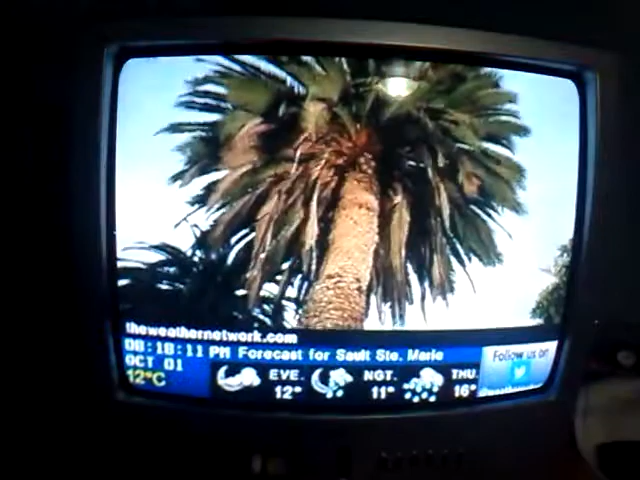 theweathernetwork.com
08:18:11 PM Forecast for Sault Ste. Marie
OCT 01
12°C
EVE. 12°
NGT. 11°
THU. 16°
Follow us on